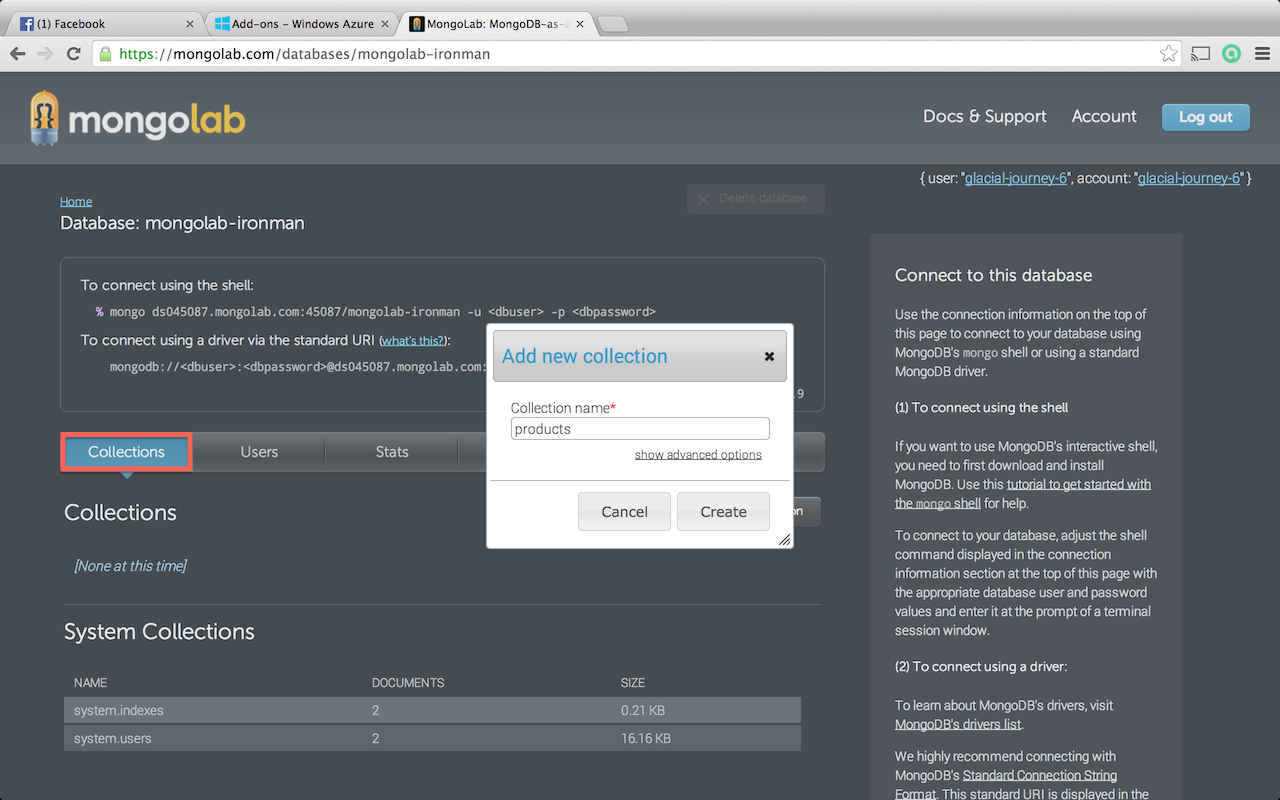 (1) Facebook
Add-ons - Windows Azure
MongoLab: MongoDB-as-a
https://mongolab.com/databases/mongolab-ironman
mongolab
Docs & Support
Account
Log out
{ user: "glacial-journey-6", account: "glacial-journey-6" }
Home
Delete database
Database: mongolab-ironman
To connect using the shell:
% mongo ds045087.mongolab.com:45087/mongolab-ironman -u <dbuser> -p <dbpassword>
To connect using a driver via the standard URI (what's this?):
mongodb://<dbuser>:<dbpassword>@ds045087.mongolab.com:
.9
Add new collection
Collection name*
products
show advanced options
Cancel
Create
Collections
Users
Stats
Collections
on
[None at this time]
System Collections
NAME DOCUMENTS SIZE
system.indexes 2 0.21 KB
system.users 2 16.16 KB
Connect to this database
Use the connection information on the top of
this page to connect to your database using
MongoDB's mongo shell or using a standard
MongoDB driver.
(1) To connect using the shell
If you want to use MongoDB's interactive shell,
you need to first download and install
MongoDB. Use this tutorial to get started with
the mongo shell for help.
To connect to your database, adjust the shell
command displayed in the connection
information section at the top of this page with
the appropriate database user and password
values and enter it at the prompt of a terminal
session window.
(2) To connect using a driver:
To learn about MongoDB's drivers, visit
MongoDB's drivers list.
We highly recommend connecting with
MongoDB's Standard Connection String
Format. This standard URI is displayed in the